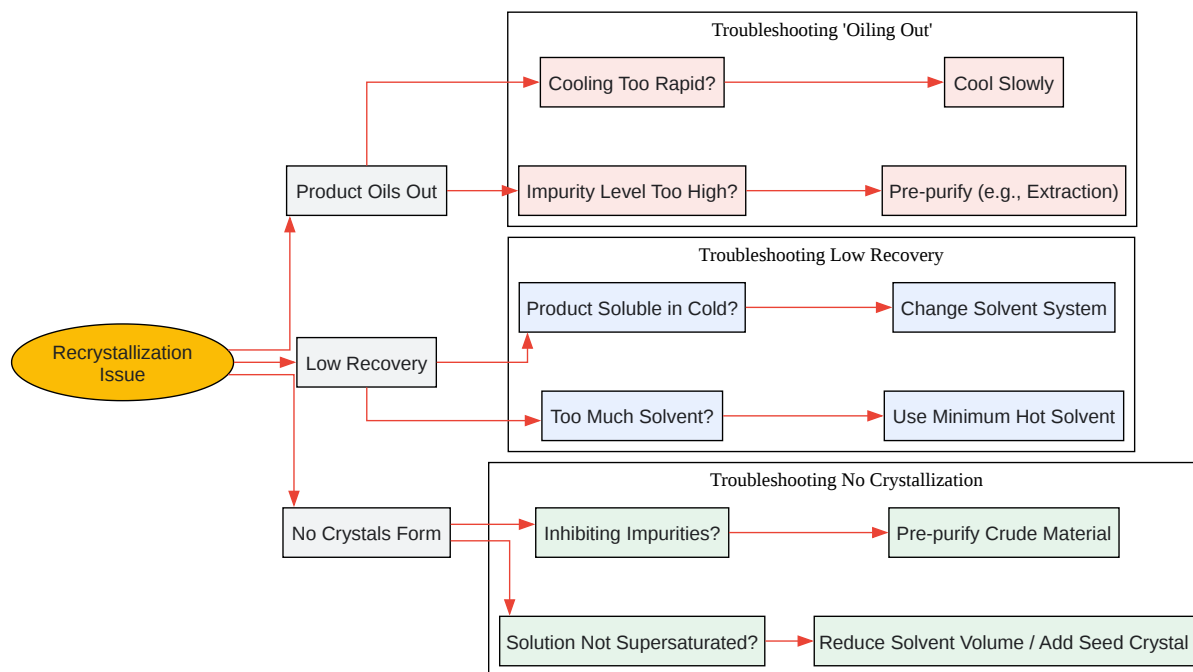 Troubleshooting 'Oiling Out'
Cooling Too Rapid?
Cool Slowly
Product Oils Out
Impurity Level Too High?
Pre-purify (e.g., Extraction)
Troubleshooting Low Recovery
Product Soluble in Cold?
Change Solvent System
Recrystallization
Issue
Low Recovery
Too Much Solvent?
Use Minimum Hot Solvent
Troubleshooting No Crystallization
No Crystals Form
Inhibiting Impurities?
Pre-purify Crude Material
Solution Not Supersaturated?
Reduce Solvent Volume / Add Seed Crystal